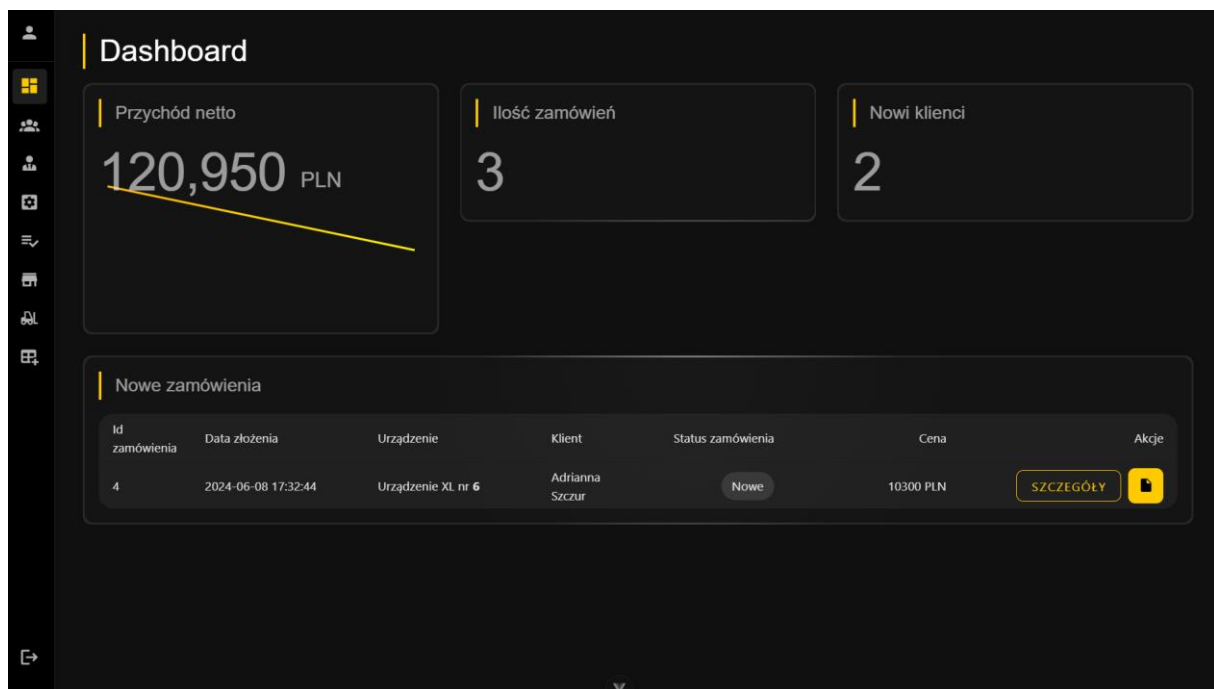 Dashboard
Przychód netto
120,950 PLN
Ilość zamówień
3
Nowi klienci
2
Nowe zamówienia
Id zamówienia Data złożenia Urządzenie Klient Status zamówienia Cena Akcje
4 2024-06-08 17:32:44 Urządzenie XL nr 6 Adrianna Szczur Nowe 10300 PLN SZCZEGÓŁY